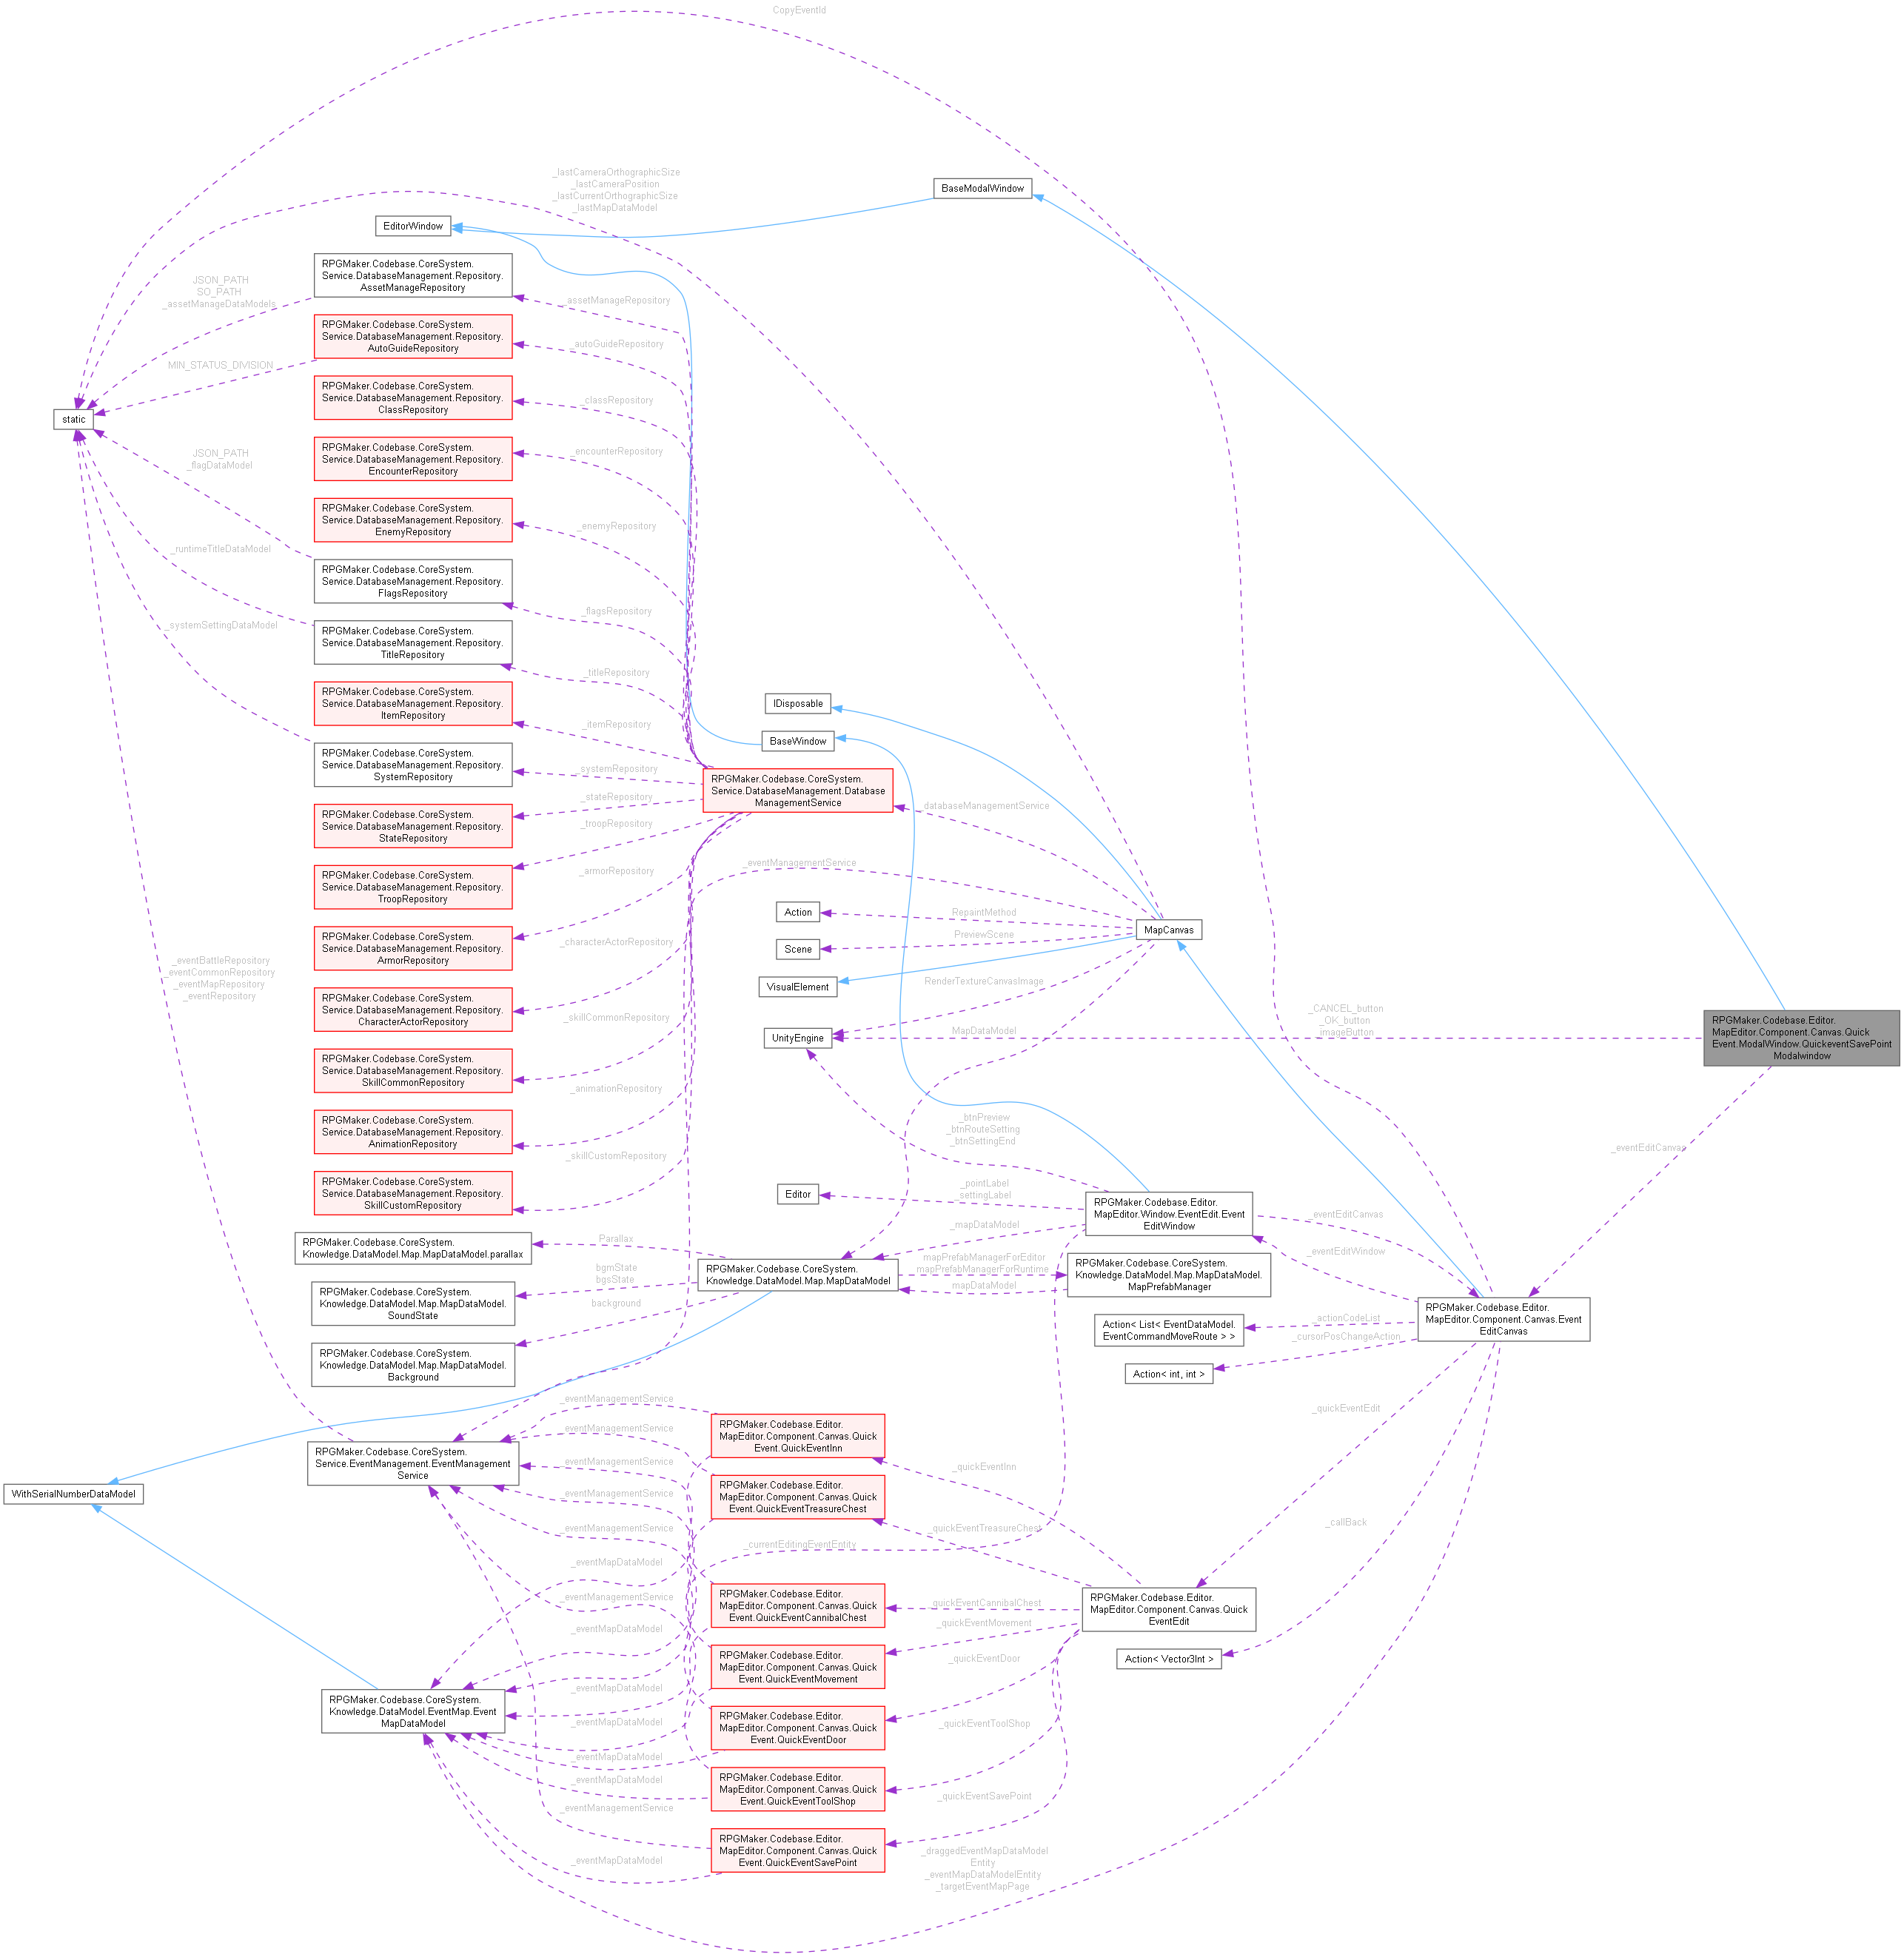 CopyEventId
_lastCameraOrthographicSize
_lastCameraPosition
_lastCurrentOrthographicSize
_lastMapDataModel
BaseModalWindow
EditorWindow
RPGMaker.Codebase.CoreSystem.
Service.DatabaseManagement.Repository.
AssetManageRepository
JSON_PATH
SO_PATH
_assetManageDataModels
_assetManageRepository
RPGMaker.Codebase.CoreSystem.
Service.DatabaseManagement.Repository.
AutoGuideRepository
_autoGuideRepository
MIN_STATUS_DIVISION
RPGMaker.Codebase.CoreSystem.
Service.DatabaseManagement.Repository.
ClassRepository
_classRepository
static
RPGMaker.Codebase.CoreSystem.
Service.DatabaseManagement.Repository.
EncounterRepository
_encounterRepository
JSON_PATH
_flagDataModel
RPGMaker.Codebase.CoreSystem.
Service.DatabaseManagement.Repository.
EnemyRepository
_enemyRepository
_runtimeTitleDataModel
RPGMaker.Codebase.CoreSystem.
Service.DatabaseManagement.Repository.
FlagsRepository
_flagsRepository
_systemSettingDataModel
RPGMaker.Codebase.CoreSystem.
Service.DatabaseManagement.Repository.
TitleRepository
_titleRepository
RPGMaker.Codebase.CoreSystem.
Service.DatabaseManagement.Repository.
ItemRepository
_itemRepository
IDisposable
BaseWindow
RPGMaker.Codebase.CoreSystem.
Service.DatabaseManagement.Repository.
SystemRepository
_systemRepository
RPGMaker.Codebase.CoreSystem.
Service.DatabaseManagement.Database
ManagementService
databaseManagementService
RPGMaker.Codebase.CoreSystem.
Service.DatabaseManagement.Repository.
StateRepository
_stateRepository
_troopRepository
RPGMaker.Codebase.CoreSystem.
Service.DatabaseManagement.Repository.
TroopRepository
_armorRepository
_eventManagementService
RPGMaker.Codebase.CoreSystem.
Service.DatabaseManagement.Repository.
ArmorRepository
_characterActorRepository
Action
RepaintMethod
MapCanvas
Scene
PreviewScene
VisualElement
RenderTextureCanvasImage
_eventBattleRepository
_eventCommonRepository
_eventMapRepository
_eventRepository
RPGMaker.Codebase.CoreSystem.
Service.DatabaseManagement.Repository.
CharacterActorRepository
_skillCommonRepository
UnityEngine
MapDataModel
_CANCEL_button
_OK_button
imageButton
RPGMaker.Codebase.Editor.
MapEditor.Component.Canvas.Quick
Event.ModalWindow.QuickeventSavePoint
Modalwindow
RPGMaker.Codebase.CoreSystem.
Service.DatabaseManagement.Repository.
SkillCommonRepository
_animationRepository
_btnPreview
_btnRouteSetting
_btnSettingEnd
RPGMaker.Codebase.CoreSystem.
Service.DatabaseManagement.Repository.
AnimationRepository
_skillCustomRepository
_eventEditCanvas
RPGMaker.Codebase.CoreSystem.
Service.DatabaseManagement.Repository.
SkillCustomRepository
Editor
_pointLabel
_settingLabel
RPGMaker.Codebase.Editor.
MapEditor.Window.EventEdit.Event
EditWindow
_eventEditCanvas
_mapDataModel
_eventEditWindow
RPGMaker.Codebase.CoreSystem.
Knowledge.DataModel.Map.MapDataModel.parallax
Parallax
RPGMaker.Codebase.CoreSystem.
Knowledge.DataModel.Map.MapDataModel
mapPrefabManagerForEditor
mapPrefabManagerForRuntime
mapDataModel
RPGMaker.Codebase.CoreSystem.
Knowledge.DataModel.Map.MapDataModel.
MapPrefabManager
bgmState
bgsState
RPGMaker.Codebase.CoreSystem.
Knowledge.DataModel.Map.MapDataModel.
SoundState
background
RPGMaker.Codebase.Editor.
MapEditor.Component.Canvas.Event
EditCanvas
Action< List< EventDataModel.
EventCommandMoveRoute > >
_actionCodeList
_cursorPosChangeAction
Action< int, int >
RPGMaker.Codebase.CoreSystem.
Knowledge.DataModel.Map.MapDataModel.
Background
_eventManagementService
RPGMaker.Codebase.Editor.
MapEditor.Component.Canvas.Quick
Event.QuickEventInn
_quickEventEdit
RPGMaker.Codebase.CoreSystem.
Service.EventManagement.EventManagement
Service
_eventManagementService
_eventManagementService
_quickEventInn
WithSerialNumberDataModel
_eventManagementService
RPGMaker.Codebase.Editor.
MapEditor.Component.Canvas.Quick
Event.QuickEventTreasureChest
_eventManagementService
_quickEventTreasureChest
_callBack
_currentEditingEventEntity
_eventMapDataModel
_eventManagementService
RPGMaker.Codebase.Editor.
MapEditor.Component.Canvas.Quick
Event.QuickEventCannibalChest
_quickEventCannibalChest
RPGMaker.Codebase.Editor.
MapEditor.Component.Canvas.Quick
EventEdit
_quickEventMovement
_eventMapDataModel
RPGMaker.Codebase.Editor.
MapEditor.Component.Canvas.Quick
Event.QuickEventMovement
_quickEventDoor
Action< Vector3Int >
_eventMapDataModel
RPGMaker.Codebase.CoreSystem.
Knowledge.DataModel.EventMap.Event
MapDataModel
_eventMapDataModel
RPGMaker.Codebase.Editor.
MapEditor.Component.Canvas.Quick
Event.QuickEventDoor
_quickEventToolShop
_eventMapDataModel
_eventMapDataModel
RPGMaker.Codebase.Editor.
MapEditor.Component.Canvas.Quick
Event.QuickEventToolShop
_quickEventSavePoint
_eventManagementService
RPGMaker.Codebase.Editor.
MapEditor.Component.Canvas.Quick
Event.QuickEventSavePoint
_eventMapDataModel
_draggedEventMapDataModel
Entity
_eventMapDataModelEntity
_targetEventMapPage